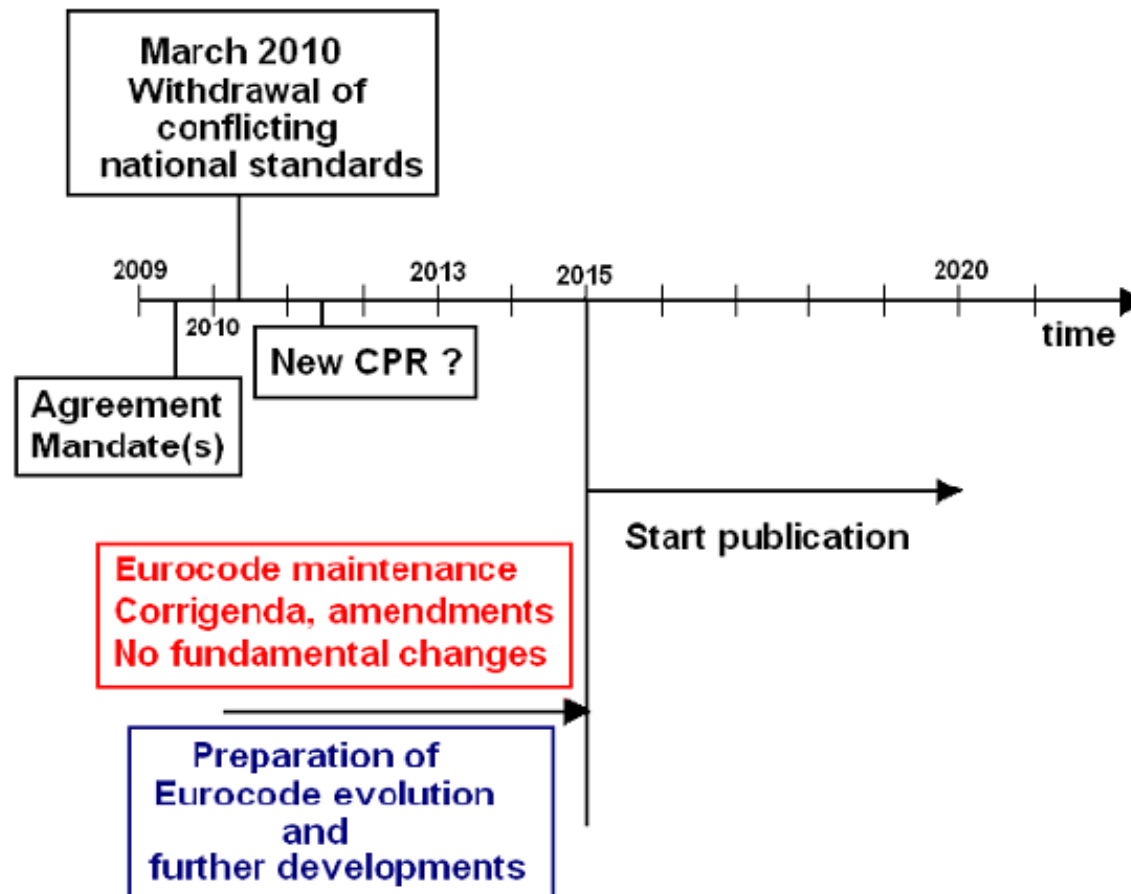 March 2010
Withdrawal of
conflicting
national standards
2009
2010
2013
2015
2020
time
New CPR ?
Agreement
Mandate(s)
Start publication
Eurocode maintenance
Corrigenda, amendments
No fundamental changes
Preparation of
Eurocode evolution
and
further developments